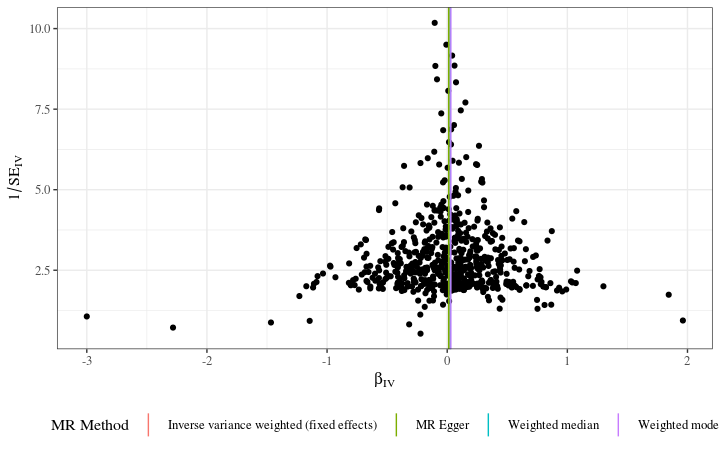 10.0
7.5
5.0
2.5
1/SE_IV
-3
-2
-1
0
1
2
β_IV
MR Method
Inverse variance weighted (fixed effects)
MR Egger
Weighted median
Weighted mode